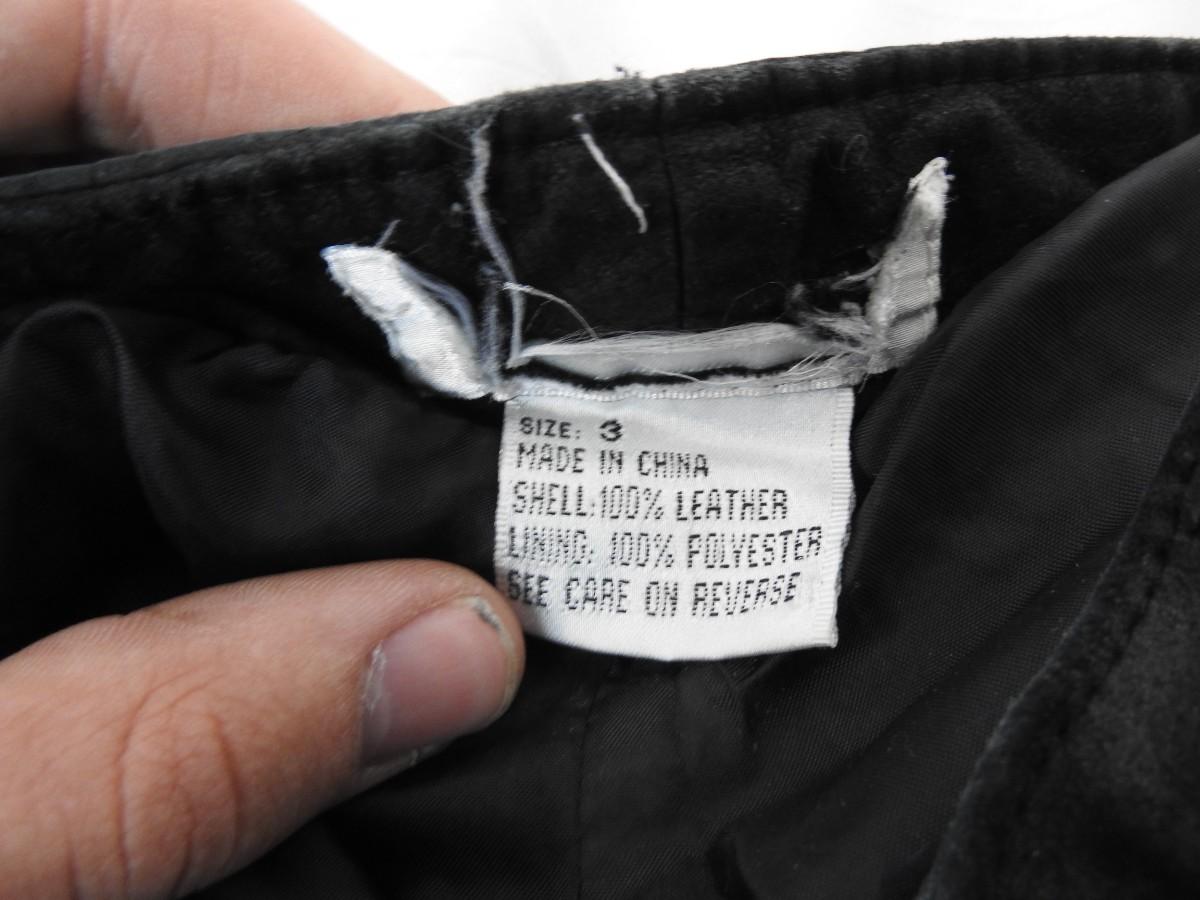 SIZE: 3
MADE IN CHINA
SHELL:100% LEATHER
LINING: 100% POLYESTER
SEE CARE ON REVERSE